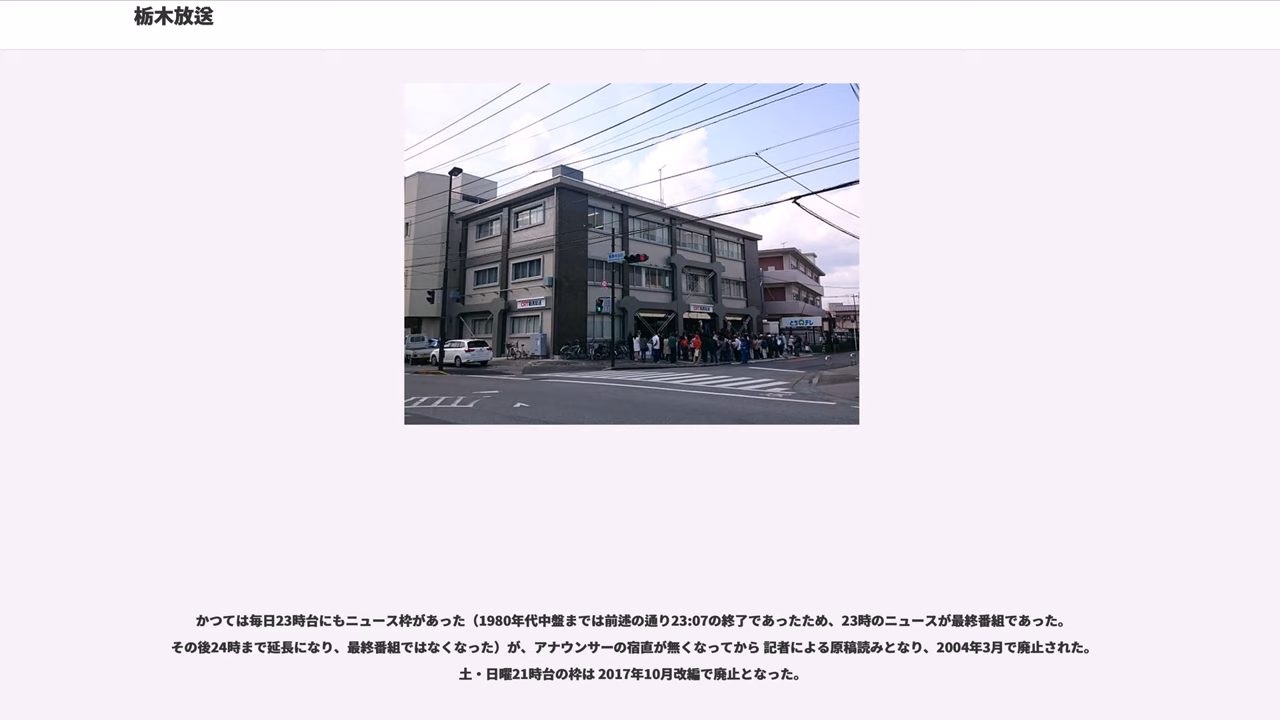 栃木放送
とちテレ
かつては毎日23時台にもニュース枠があった（1980年代中盤までは前述の通り23:07の終了であったため、23時のニュースが最終番組であった。
その後24時まで延長になり、最終番組ではなくなった）が、アナウンサーの宿直が無くなってから 記者による原稿読みとなり、2004年3月で廃止された。
土・日曜21時台の枠は 2017年10月改編で廃止となった。